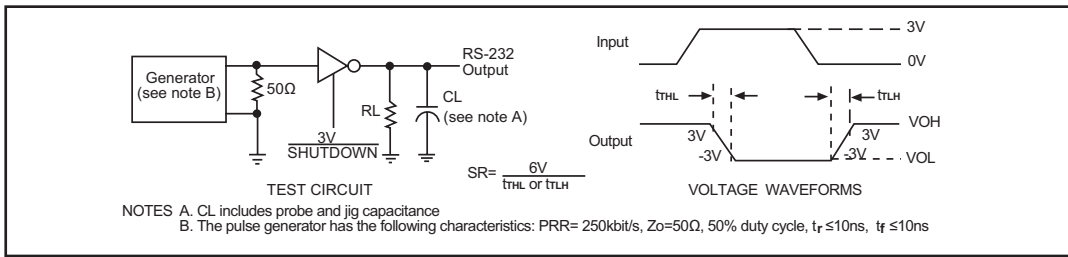 Generator
(see note B)
50Ω
3V
SHUTDOWN
RL
CL
(see note A)
RS-232
Output
TEST CIRCUIT
SR= 6V
tTHL or tTLH
Input
3V
0V
tTHL
tTLH
Output
3V
-3V
-3V
3V
VOH
VOL
VOLTAGE WAVEFORMS
NOTES A. CL includes probe and jig capacitance
B. The pulse generator has the following characteristics: PRR= 250kbit/s, Zo=50Ω, 50% duty cycle, tr ≤10ns, tf ≤10ns